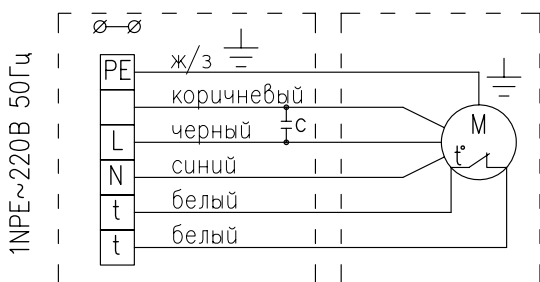 1NPE~220В 50Гц
PE ж/з
коричневый
C
L черный
N синий
t белый
t белый
M
t°